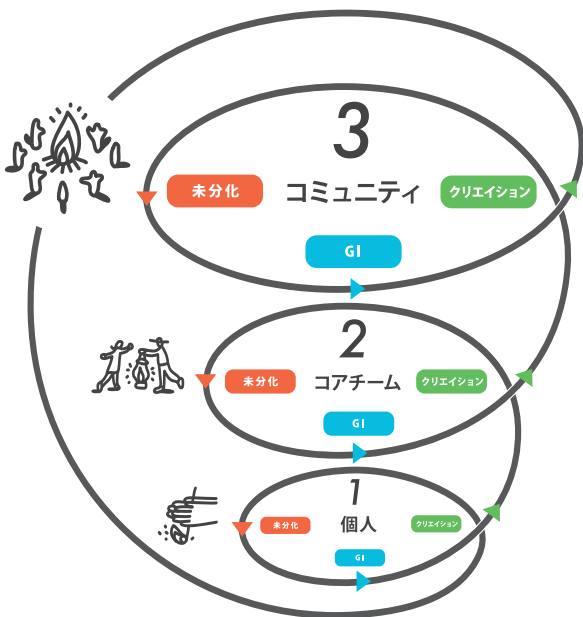 3
未分化
コミュニティ
クリエイション
GI
2
未分化
コアチーム
クリエイション
GI
1
未分化
個人
クリエイション
GI